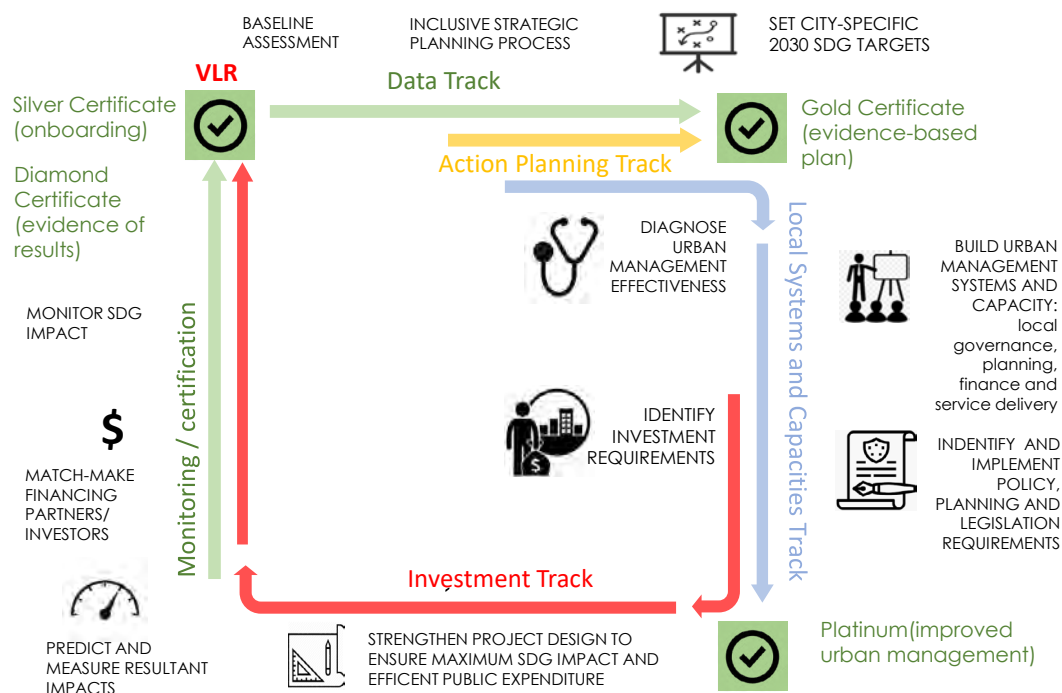 BASELINE
ASSESSMENT
INCLUSIVE STRATEGIC
PLANNING PROCESS
SET CITY-SPECIFIC
2030 SDG TARGETS
VLR
Data Track
Silver Certificate
(onboarding)
Gold Certificate
(evidence-based
plan)
Action Planning Track
Diamond
Certificate
(evidence of
results)
DIAGNOSE
URBAN
MANAGEMENT
EFFECTIVENESS
Local Systems and Capacities Track
BUILD URBAN
MANAGEMENT
SYSTEMS AND
CAPACITY:
local
governance,
planning,
finance and
service delivery
MONITOR SDG
IMPACT
Monitoring / certification
$
MATCH-MAKE
FINANCING
PARTNERS/
INVESTORS
$
IDENTIFY
INVESTMENT
REQUIREMENTS
INDENTIFY AND
IMPLEMENT
POLICY,
PLANNING AND
LEGISLATION
REQUIREMENTS
Investment Track
PREDICT AND
MEASURE RESULTANT
IMPACTS
STRENGTHEN PROJECT DESIGN TO
ENSURE MAXIMUM SDG IMPACT AND
EFFICENT PUBLIC EXPENDITURE
Platinum(improved
urban management)